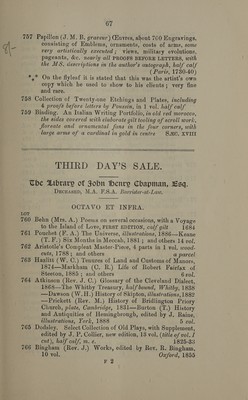 67
757 Papillon (J. M. B. graveur) Œuvres, about 750 Engravings,
consisting of Emblems, ornaments, coats of arms, some
very artistically executed; views, military evolutions,
pageants, &c. nearly all PROOFS BEFORE LETTERS, with
the MS. descriptions in the author's autograph, half calf
(Paris, 1730-40)
*** On the flyleaf it is stated that this was the artist's own
copy which he used to show to his clients; very fine
and rare.
758 Collection of Twenty-one Etchings and Plates, including
4 proofs before letters by Poussin, in 1 vol. half calf
759 Binding. An Italian Writing Portfolio, in old red morocco,
the sides covered with elaborate gilt tooling of scroll work,
florests and ornamental fans in the four corners, with
large arms of a cardinal in gold in centre SÆC. XVIII
THIRD DAY'S SALE.
The Library of John Henry Chapman, Esq.
DECEASED, M.A. F.S.A. Barrister-at-Law.
OCTAVO ET INFRA.
LOT
760 Behn (Mrs. A.) Poems on several occasions, with a Voyage
to the Island of Love, FIRST EDITION, calf gilt 1684
761 Pouchet (F. A.) The Universe, illustrations, 1886—Keane
(T. F.) Six Months in Meccah, 1881; and others 14 vol.
762 Aristotle's Compleat Master-Piece, 4 parts in 1 vol. wood-
cuts, 1788; and others a parcel
763 Hazlitt (W. C.) Tenures of Land and Customs of Manors,
1874—Markham (C. R.) Life of Robert Fairfax of
Steeton, 1885; and others 6 vol.
764 Atkinson (Rev. J. C.) Glossary of the Cleveland Dialect,
1868—The Whitby Treasury, half bound, Whitby, 1838
—Dawson (W. H.) History of Skipton, illustrations, 1882
—Prickett (Rev. M.) History of Bridlington Priory
Church, plate, Cambridge, 1831—Burton (T.) History
and Antiquities of Hemingbrough, edited by J. Raine,
illustrations, York, 1888 5 vol.
765 Dodsley. Select Collection of Old Plays, with Supplement,
edited by J. P. Collier, new edition, 13 vol. (title of vol. I
cut), half calf, m. e. 1825-33
766 Bingham (Rev. J.) Works, edited by Rev. R. Bingham,
10 vol. Oxford, 1855
F 2